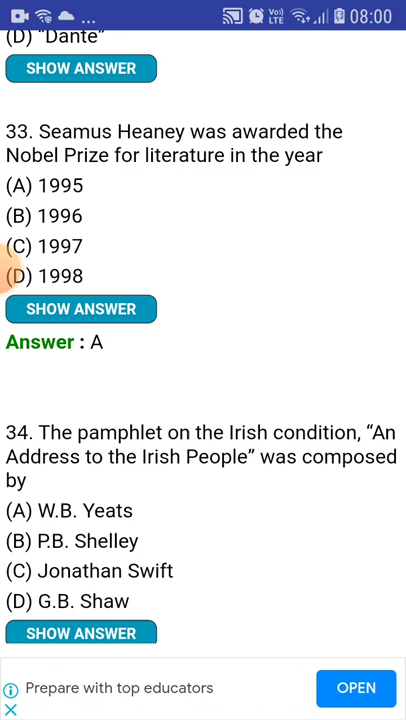 ... Vo) LTE 08:00
(D) "Dante"
SHOW ANSWER
33. Seamus Heaney was awarded the
Nobel Prize for literature in the year
(A) 1995
(B) 1996
(C) 1997
(D) 1998
SHOW ANSWER
Answer : A
34. The pamphlet on the Irish condition, “An
Address to the Irish People” was composed
by
(A) W.B. Yeats
(B) P.B. Shelley
(C) Jonathan Swift
(D) G.B. Shaw
SHOW ANSWER
Prepare with top educators
OPEN